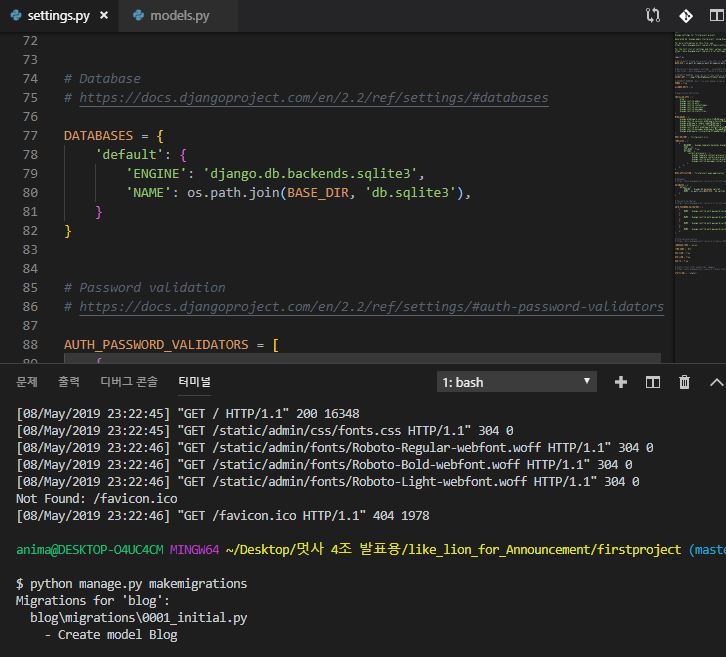 settings.py
models.py
72
73
74 # Database
75 # https://docs.djangoproject.com/en/2.2/ref/settings/#databases
76
77 DATABASES = {
78 'default': {
79 'ENGINE': 'django.db.backends.sqlite3',
80 'NAME': os.path.join(BASE_DIR, 'db.sqlite3'),
81 }
82 }
83
84
85 # Password validation
86 # https://docs.djangoproject.com/en/2.2/ref/settings/#auth-password-validators
87
88 AUTH_PASSWORD_VALIDATORS = [
문제 출력 디버그 콘솔 터미널 1: bash
[08/May/2019 23:22:45] "GET / HTTP/1.1" 200 16348
[08/May/2019 23:22:45] "GET /static/admin/css/fonts.css HTTP/1.1" 304 0
[08/May/2019 23:22:46] "GET /static/admin/fonts/Roboto-Regular-webfont.woff HTTP/1.1" 304 0
[08/May/2019 23:22:46] "GET /static/admin/fonts/Roboto-Bold-webfont.woff HTTP/1.1" 304 0
[08/May/2019 23:22:46] "GET /static/admin/fonts/Roboto-Light-webfont.woff HTTP/1.1" 304 0
Not Found: /favicon.ico
[08/May/2019 23:22:46] "GET /favicon.ico HTTP/1.1" 404 1978
anima@DESKTOP-O4UC4CM MINGW64 ~/Desktop/멋사 4조 발표용/like_lion_for_Announcement/firstproject (maste
$ python manage.py makemigrations
Migrations for 'blog':
blog\migrations\0001_initial.py
- Create model Blog